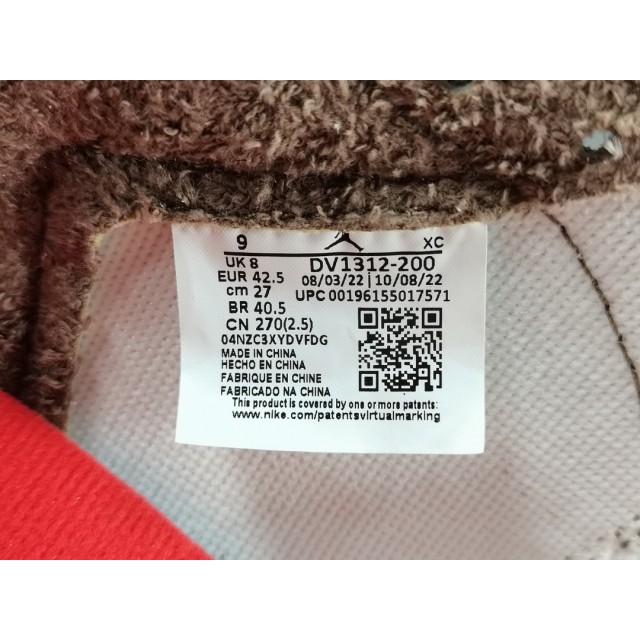 9 XC
UK 8 DV1312-200
EUR 42.5 08/03/22 | 10/08/22
cm 27 UPC 00196155017571
BR 40.5
CN 270(2.5)
04NZC3XYDVFDG
MADE IN CHINA
HECHO EN CHINA
FABRIQUE EN CHINE
FABRICADO NA CHINA
This product is covered by one or more patents:
www.nike.com/patentsvirtualmarking